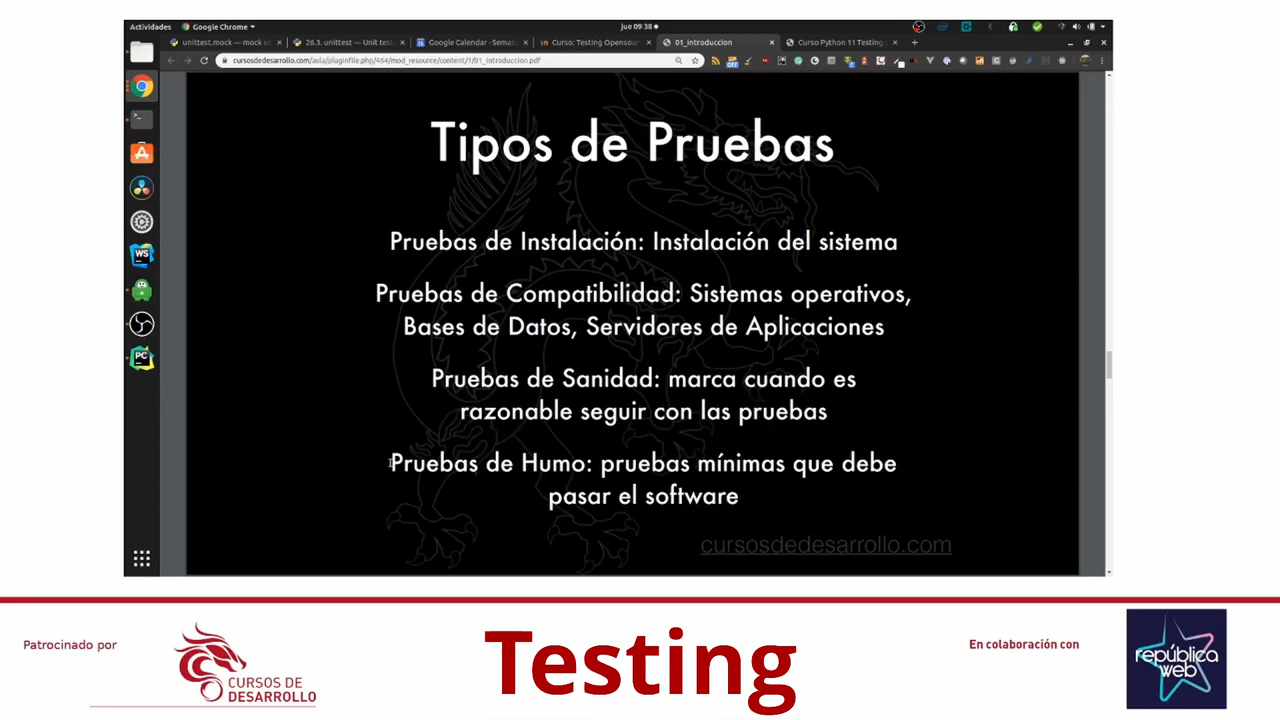 Actividades Google Chrome jue 09:38
unittest.mock — mock ob 26.3. unittest — Unit test Google Calendar - Seman Curso: Testing Opensour 01_introduccion Curso Python 11 Testing,
cursosdedesarrollo.com/aula/pluginfile.php/464/mod_resource/content/1/01_introduccion.pdf
Tipos de Pruebas
Pruebas de Instalación: Instalación del sistema
Pruebas de Compatibilidad: Sistemas operativos,
Bases de Datos, Servidores de Aplicaciones
Pruebas de Sanidad: marca cuando es
razonable seguir con las pruebas
Pruebas de Humo: pruebas mínimas que debe
pasar el software
cursosdedesarrollo.com
Patrocinado por
CURSOS DE
DESARROLLO
Testing
En colaboración con
república
web